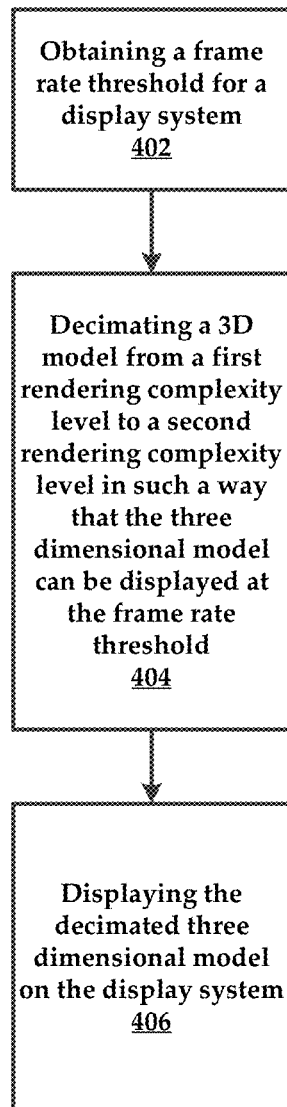 Obtaining a frame
rate threshold for a
display system
402
Decimating a 3D
model from a first
rendering complexity
level to a second
rendering complexity
level in such a way
that the three
dimensional model
can be displayed at
the frame rate
threshold
404
Displaying the
decimated three
dimensional model
on the display system
406